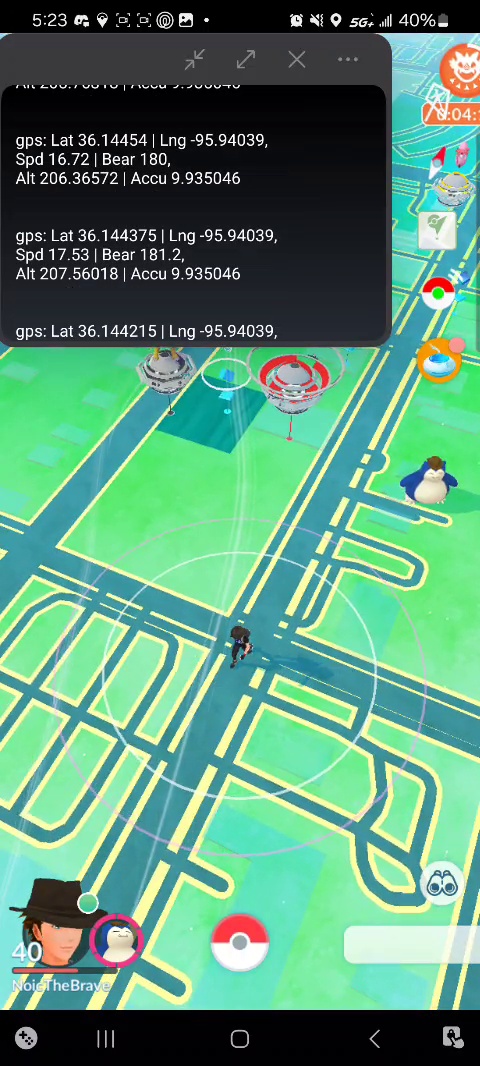 5:23
5G+
40%
gps: Lat 36.14454 | Lng -95.94039,
Spd 16.72 | Bear 180,
Alt 206.36572 | Accu 9.935046
gps: Lat 36.144375 | Lng -95.94039,
Spd 17.53 | Bear 181.2,
Alt 207.56018 | Accu 9.935046
gps: Lat 36.144215 | Lng -95.94039,
40
NoicTheBrave